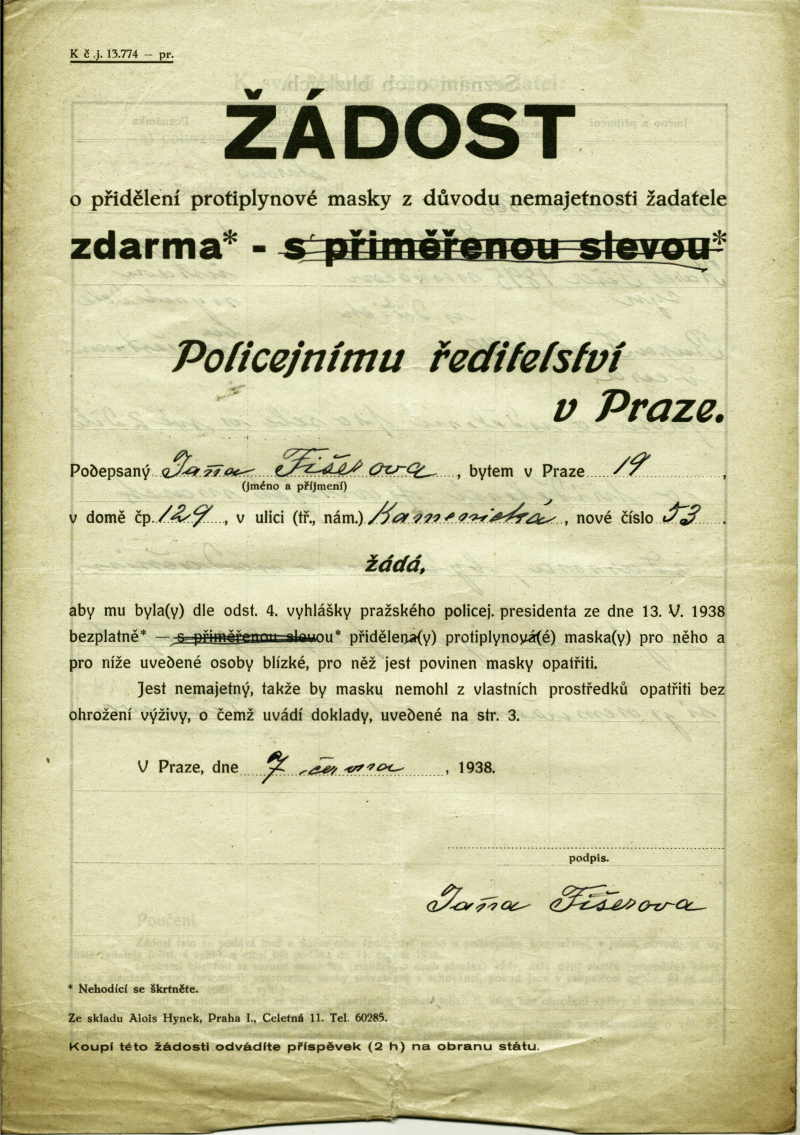 K č.j. 13.774 — pr.
ŽÁDOST
o přidělení protiplynové masky z důvodu nemajetnosti žadatele
zdarma* - s přiměřenou slevou*
Policejnímu ředitelství
v Praze.
Podepsaný Jaňa Fišerova, bytem v Praze 19,
(jméno a příjmení)
v domě čp. 129, v ulici (tř., nám.) Kamenická, nové číslo 53.
žádá,
aby mu byla(y) dle odst. 4. vyhlášky pražského policej. presidenta ze dne 13. V. 1938
bezplatně* — s přiměřenou slevou* přidělena(y) protiplynová(é) maska(y) pro něho a
pro níže uvedené osoby blízké, pro něž jest povinen masky opatřiti.
Jest nemajetný, takže by masku nemohl z vlastních prostředků opatřiti bez
ohrožení výživy, o čemž uvádí doklady, uvedené na str. 3.
V Praze, dne 7. června, 1938.
podpis.
Jaňa Fišerova
* Nehodící se škrtněte.
Ze skladu Alois Hynek, Praha I., Celetná 11. Tel. 60285.
Koupí této žádosti odvádíte příspěvek (2 h) na obranu státu.